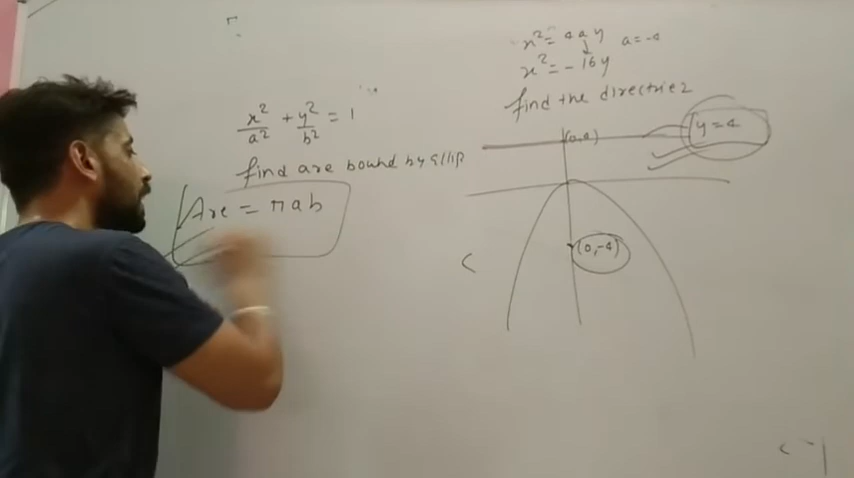 x²/a² + y²/b² = 1
find are bound by ellip
Are = πab
x² = 4ay a=-4
x² = -16y
find the directriez
y=4
(0,4)
(0,-4)